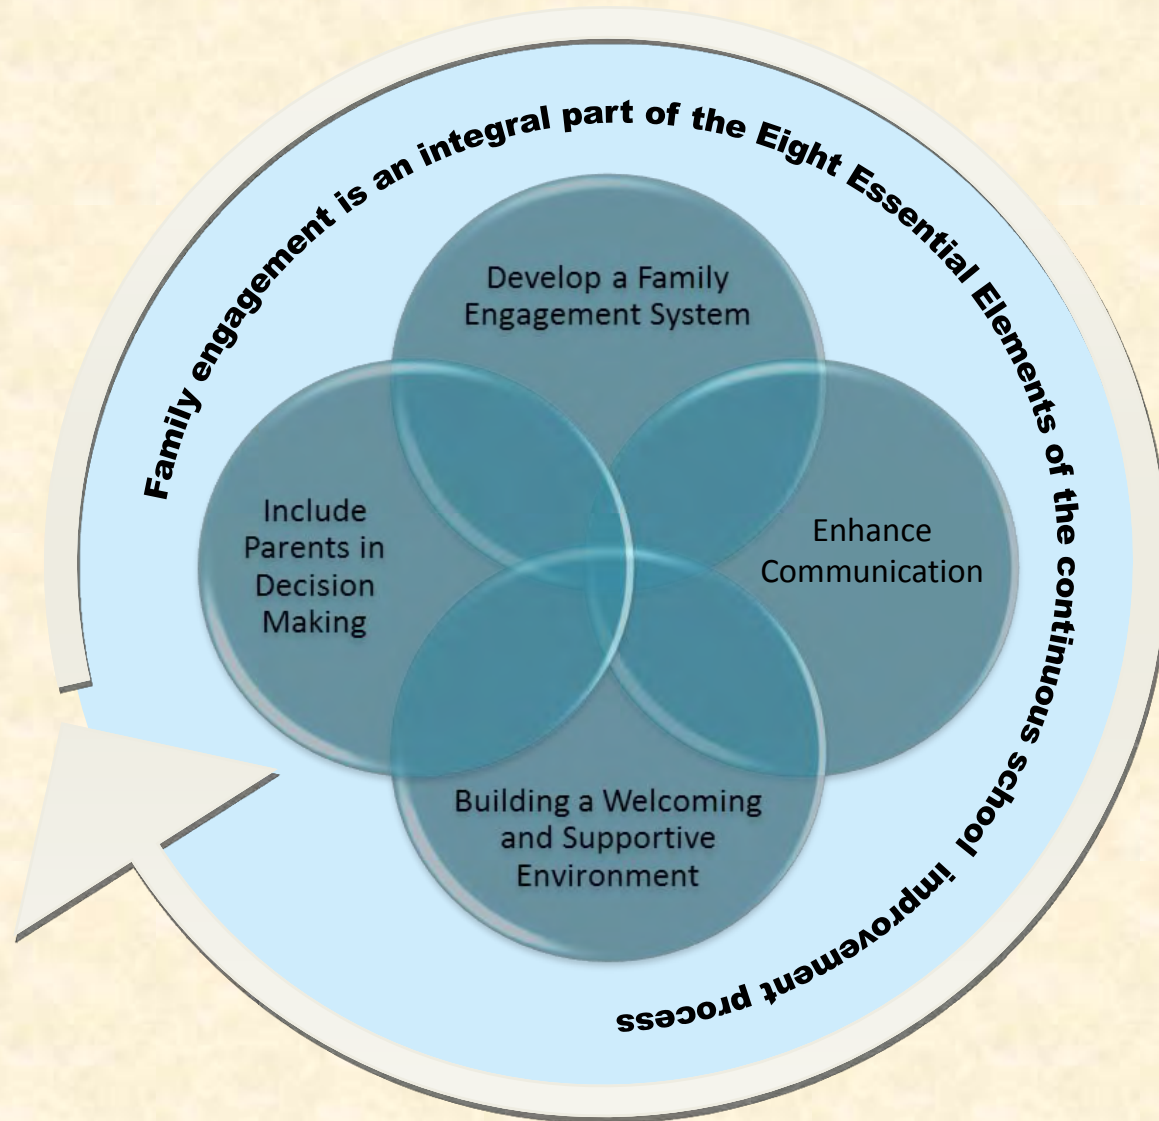 Family engagement is an integral part of the Eight Essential Elements of the continuous school improvement process
Develop a Family
Engagement System
Include
Parents in
Decision
Making
Enhance
Communication
Building a Welcoming
and Supportive
Environment